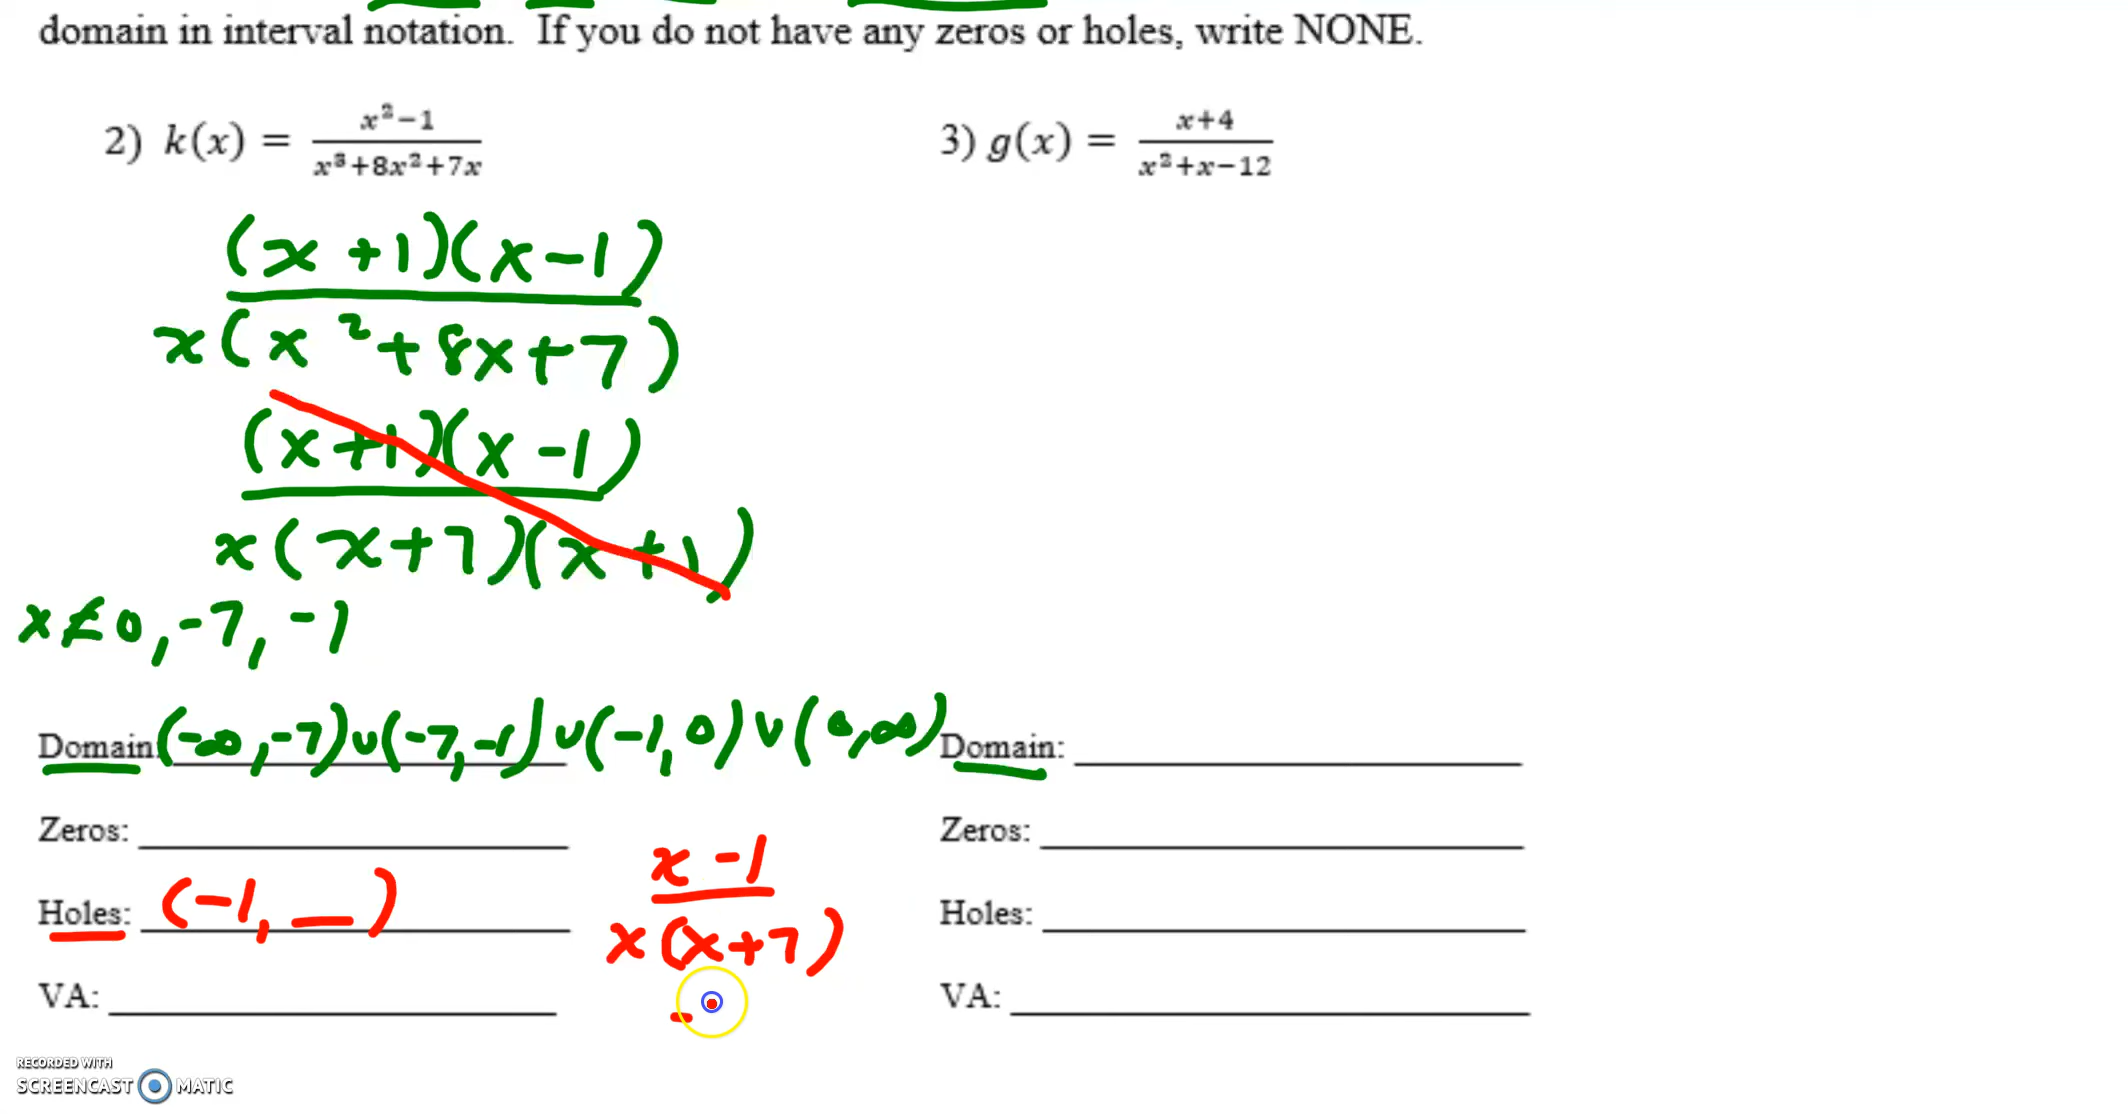 domain in interval notation.  If you do not have any zeros or holes, write NONE.
2) k(x) = x²−1 / x³+8x²+7x
3) g(x) = x+4 / x²+x−12
(x +1)(x −1)
x(x² +8x+7)
(x+1)(x −1)
x(x+7)(x+1)
x≠0, −7, −1
Domain: (−∞, −7)∪(−7, −1)∪(−1, 0)∪(0, ∞)
Domain:
Zeros:
Zeros:
x −1
Holes: (−1, _)
x(x+7)
Holes:
VA:
−
VA:
RECORDED WITH
SCREENCAST MATIC